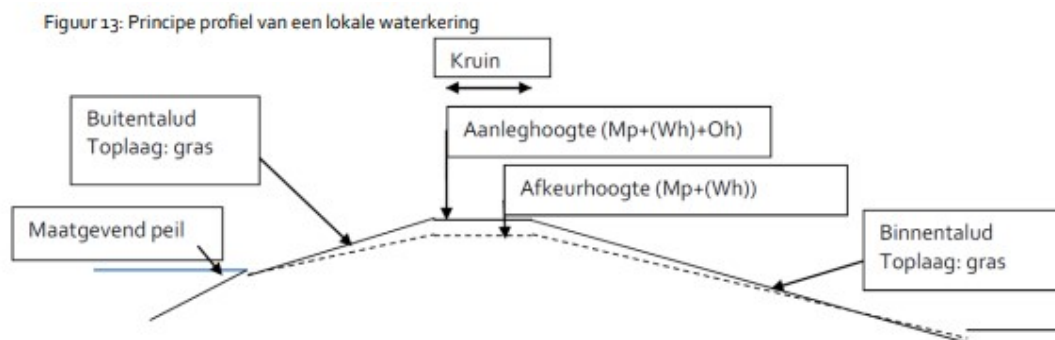 Figuur 13: Principe profiel van een lokale waterkering
Kruin
Buitentalud
Toplaag: gras
Aanleghoogte (Mp+(Wh)+Oh)
Afkeurhoogte (Mp+(Wh))
Maatgevend peil
Binnentalud
Toplaag: gras